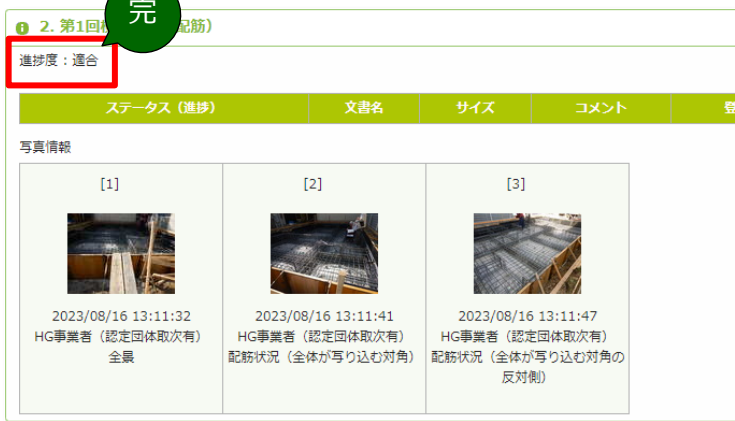 完
2. 第1回
配筋）
進捗度：適合
ステータス（進捗） 文書名 サイズ コメント
写真情報
[1] [2] [3]
2023/08/16 13:11:32 2023/08/16 13:11:41 2023/08/16 13:11:47
HG事業者（認定団体取次有） HG事業者（認定団体取次有） HG事業者（認定団体取次有）
全景 配筋状況（全体が写り込む対角） 配筋状況（全体が写り込む対角の
反対側）